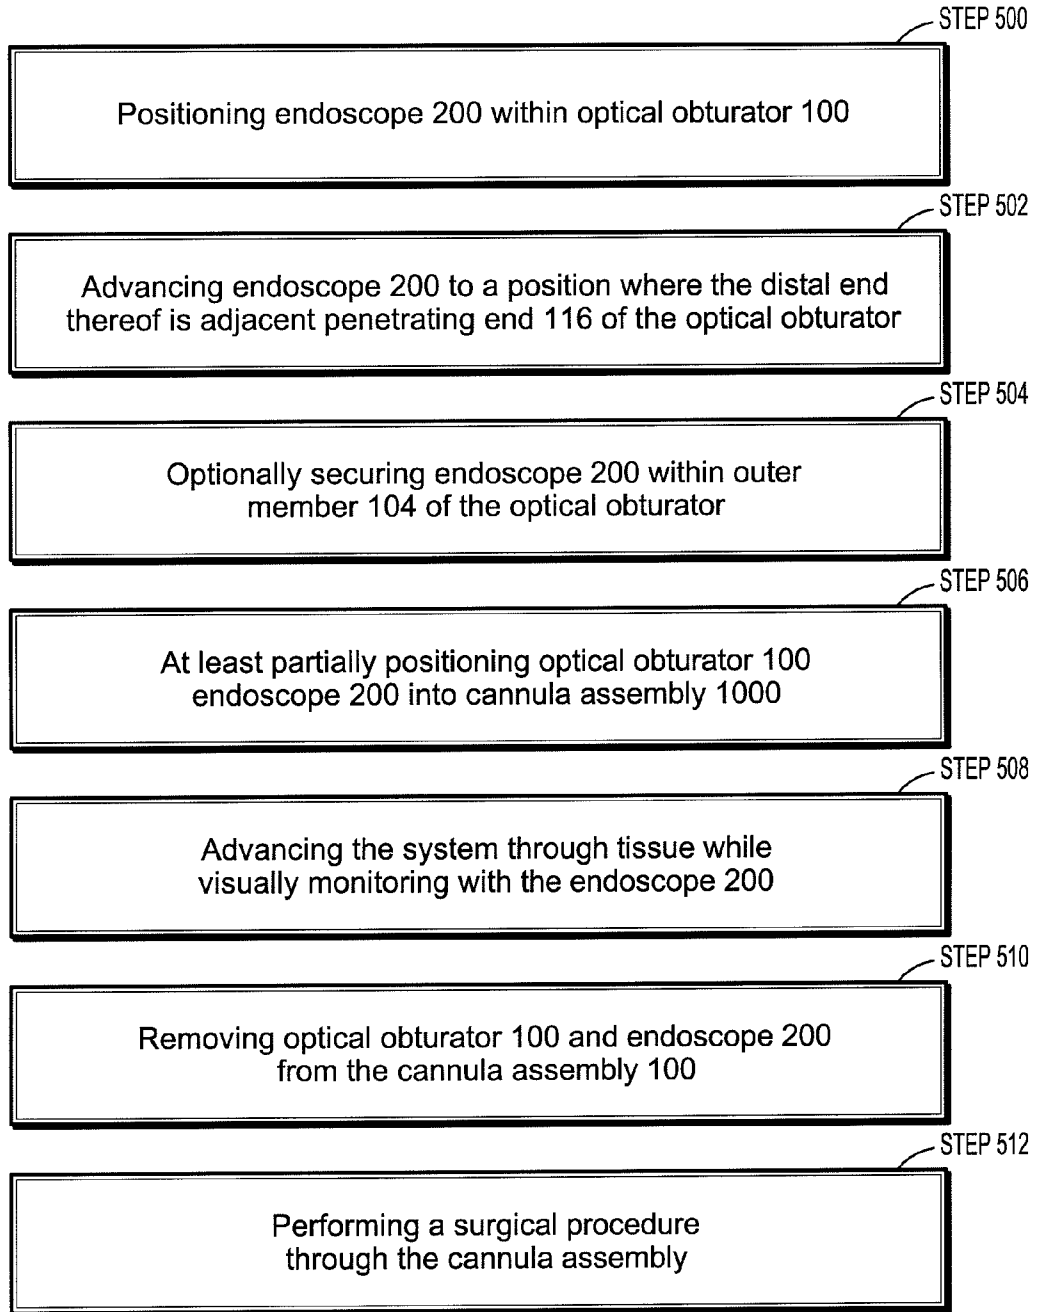 STEP 500
Positioning endoscope 200 within optical obturator 100
STEP 502
Advancing endoscope 200 to a position where the distal end
thereof is adjacent penetrating end 116 of the optical obturator
STEP 504
Optionally securing endoscope 200 within outer
member 104 of the optical obturator
STEP 506
At least partially positioning optical obturator 100
endoscope 200 into cannula assembly 1000
STEP 508
Advancing the system through tissue while
visually monitoring with the endoscope 200
STEP 510
Removing optical obturator 100 and endoscope 200
from the cannula assembly 100
STEP 512
Performing a surgical procedure
through the cannula assembly